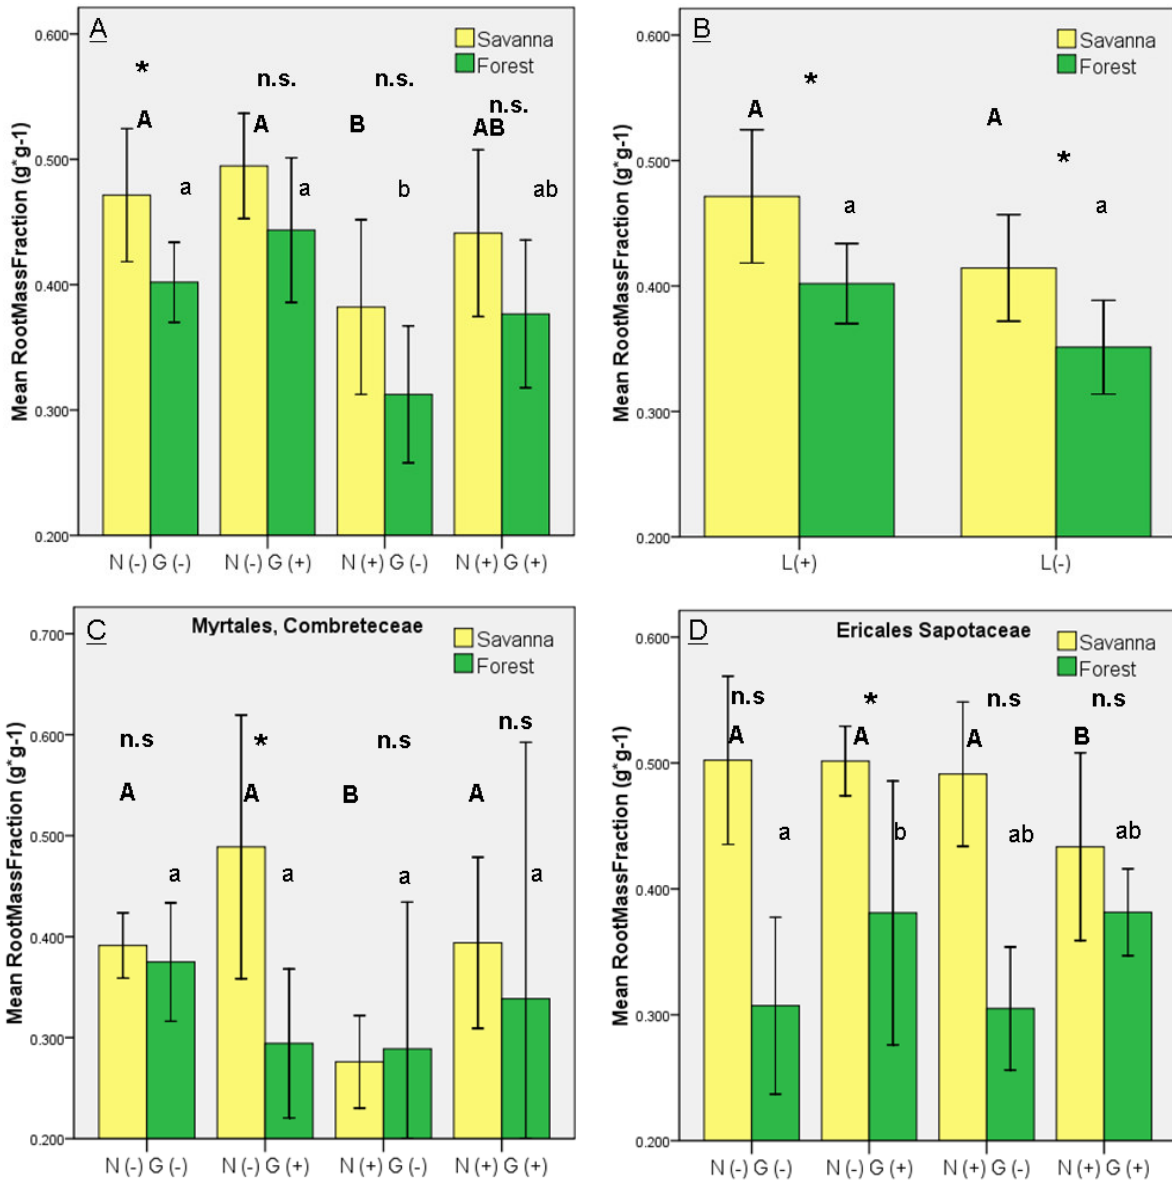 A
Savanna
Forest
Mean RootMassFraction (g*g-1)
0.600
0.500
0.400
0.300
0.200
*
n.s.
n.s.
n.s.
A
A
B
AB
a
a
b
ab
N (-) G (-)
N (-) G (+)
N (+) G (-)
N (+) G (+)
B
Savanna
Forest
Mean RootMassFraction (g*g-1)
0.600
0.500
0.400
0.300
0.200
*
A
A
*
a
a
L(+)
L(-)
C
Myrtales, Combreteceae
Savanna
Forest
Mean RootMassFraction (g*g-1)
0.700
0.600
0.500
0.400
0.300
0.200
n.s
*
n.s
n.s
A
A
B
A
a
a
a
a
N (-) G (-)
N (-) G (+)
N (+) G (-)
N (+) G (+)
D
Ericales Sapotaceae
Savanna
Forest
Mean RootMassFraction (g*g-1)
0.600
0.500
0.400
0.300
0.200
n.s
*
n.s
n.s
A
A
A
B
a
b
ab
ab
N (-) G (-)
N (-) G (+)
N (+) G (-)
N (+) G (+)